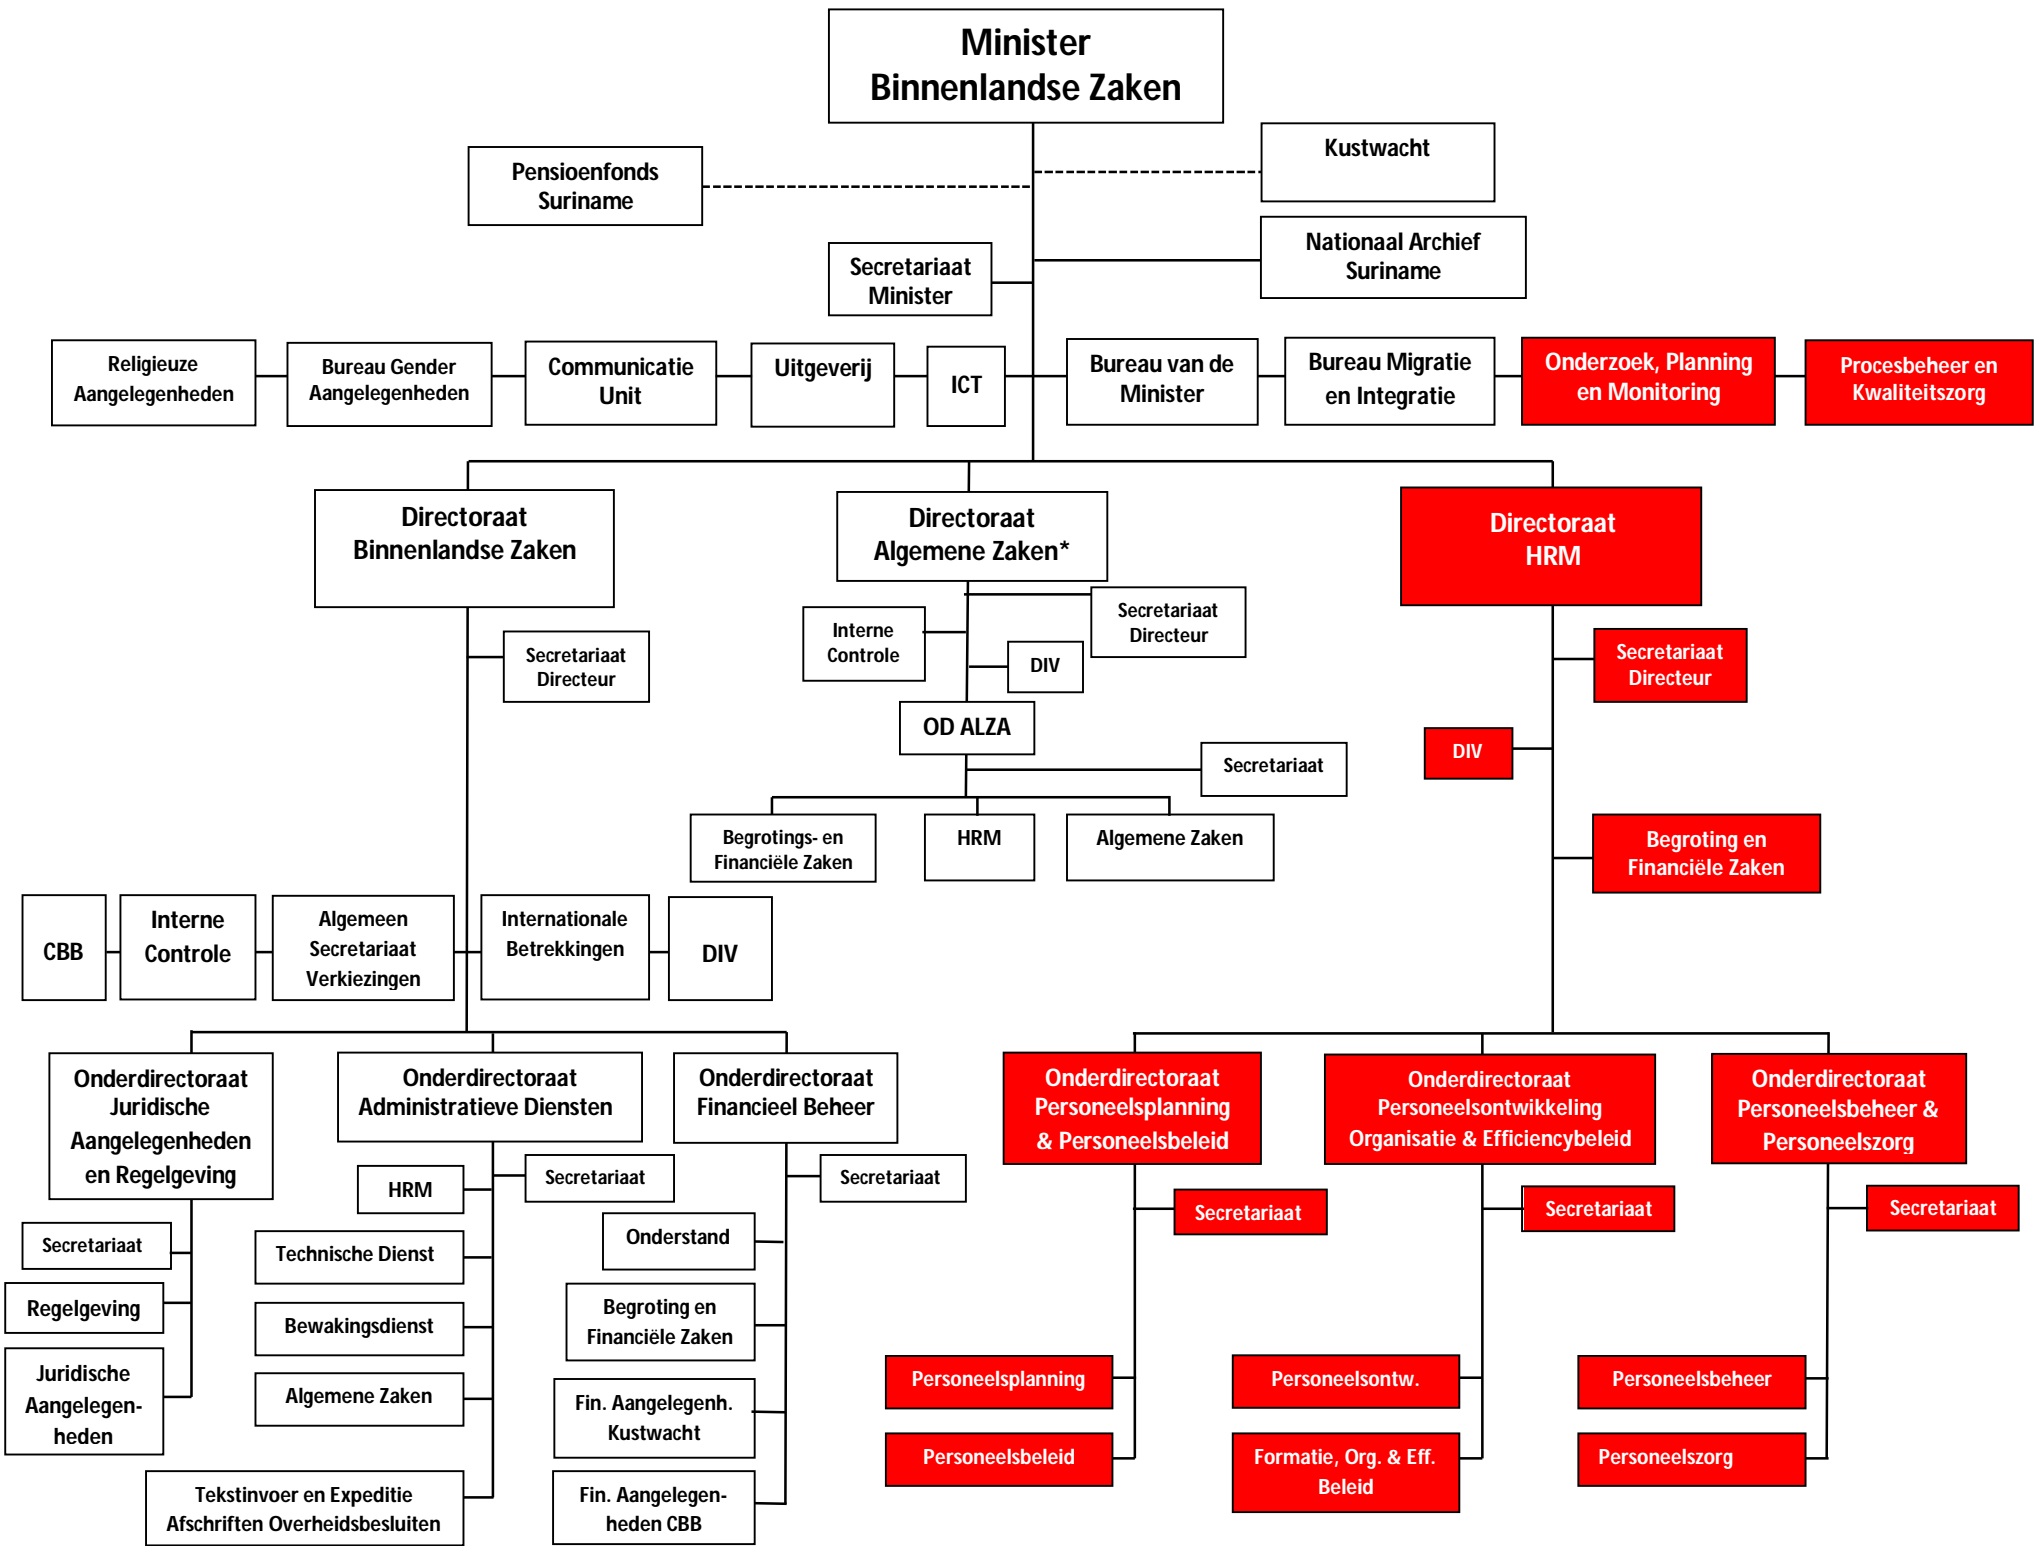 Minister
Binnenlandse Zaken
Kustwacht
Pensioenfonds
Suriname
Nationaal Archief
Suriname
Secretariaat
Minister
Religieuze
Aangelegenheden
Bureau Gender
Aangelegenheden
Communicatie
Unit
Uitgeverij
ICT
Bureau van de
Minister
Bureau Migratie
en Integratie
Onderzoek, Planning
en Monitoring
Procesbeheer en
Kwaliteitszorg
Directoraat
Binnenlandse Zaken
Directoraat
Algemene Zaken*
Directoraat
HRM
Secretariaat
Directeur
Interne
Controle
Secretariaat
Directeur
DIV
Secretariaat
Directeur
OD ALZA
Secretariaat
DIV
Begrotings- en
Financiële Zaken
HRM
Algemene Zaken
Begroting en
Financiële Zaken
CBB
Interne
Controle
Algemeen
Secretariaat
Verkiezingen
Internationale
Betrekkingen
DIV
Onderdirectoraat
Juridische
Aangelegenheden
en Regelgeving
Onderdirectoraat
Administratieve Diensten
Onderdirectoraat
Financieel Beheer
Onderdirectoraat
Personeelsplanning
& Personeelsbeleid
Onderdirectoraat
Personeelsontwikkeling
Organisatie & Efficiencybeleid
Onderdirectoraat
Personeelsbeheer &
Personeelszorg
Secretariaat
Regelgeving
Juridische
Aangelegen-
heden
HRM
Secretariaat
Technische Dienst
Bewakingsdienst
Algemene Zaken
Tekstinvoer en Expeditie
Afschriften Overheidsbesluiten
Secretariaat
Onderstand
Begroting en
Financiële Zaken
Fin. Aangelegenh.
Kustwacht
Fin. Aangelegen-
heden CBB
Secretariaat
Personeelsplanning
Personeelsbeleid
Secretariaat
Personeelsontw.
Formatie, Org. & Eff.
Beleid
Secretariaat
Personeelsbeheer
Personeelszorg